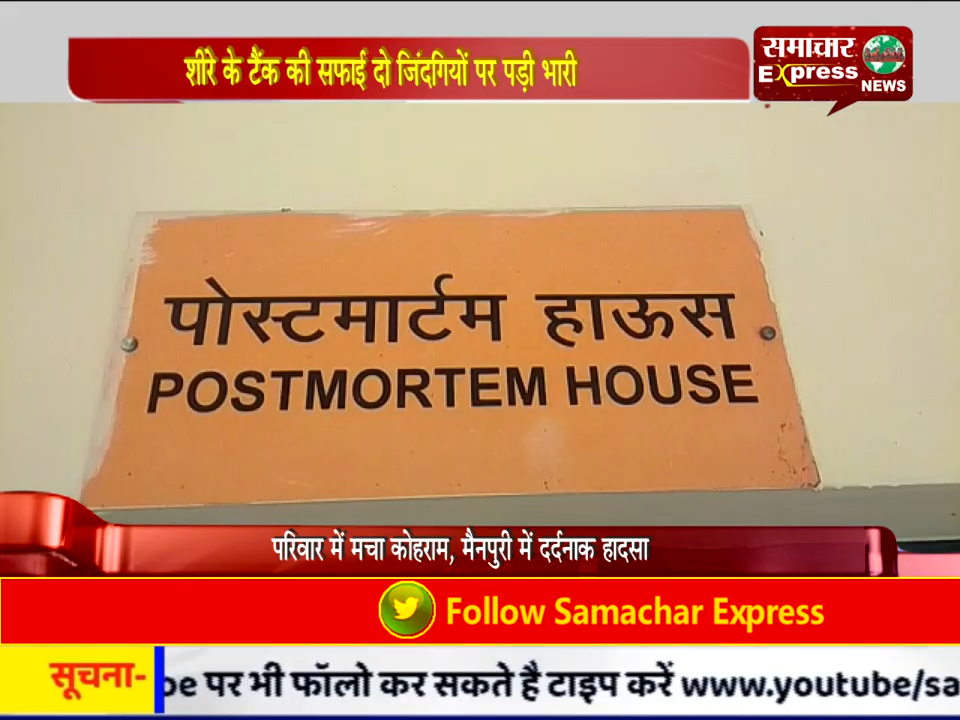 शीरे के टैंक की सफाई दो जिंदगियों पर पड़ी भारी
समाचार
Express
NEWS
पोस्टमार्टम हाऊस
POSTMORTEM HOUSE
परिवार में मचा कोहराम, मैनपुरी में दर्दनाक हादसा
Follow Samachar Express
सूचना- be पर भी फॉलो कर सकते है टाइप करें www.youtube/sa